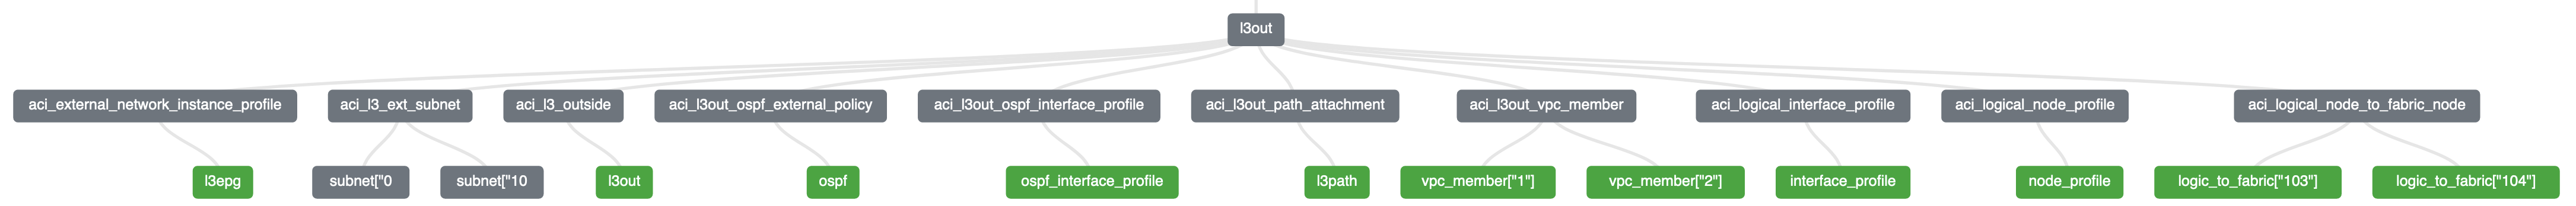 l3out
aci_external_network_instance_profile
aci_l3_ext_subnet
aci_l3_outside
aci_l3out_ospf_external_policy
aci_l3out_ospf_interface_profile
aci_l3out_path_attachment
aci_l3out_vpc_member
aci_logical_interface_profile
aci_logical_node_profile
aci_logical_node_to_fabric_node
l3epg
subnet["0
subnet["10
l3out
ospf
ospf_interface_profile
l3path
vpc_member["1"]
vpc_member["2"]
interface_profile
node_profile
logic_to_fabric["103"]
logic_to_fabric["104"]